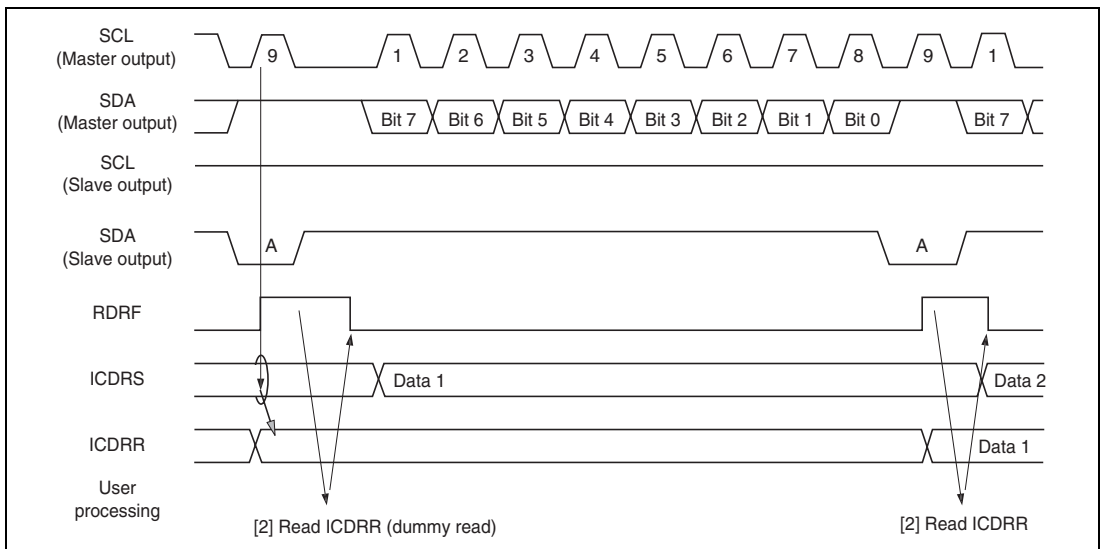 SCL
(Master output)
9 1 2 3 4 5 6 7 8 9 1
SDA
(Master output)
Bit 7 Bit 6 Bit 5 Bit 4 Bit 3 Bit 2 Bit 1 Bit 0 Bit 7
SCL
(Slave output)
SDA
(Slave output)
A A
RDRF
ICDRS
Data 1 Data 2
ICDRR
Data 1
User
processing
[2] Read ICDRR (dummy read) [2] Read ICDRR